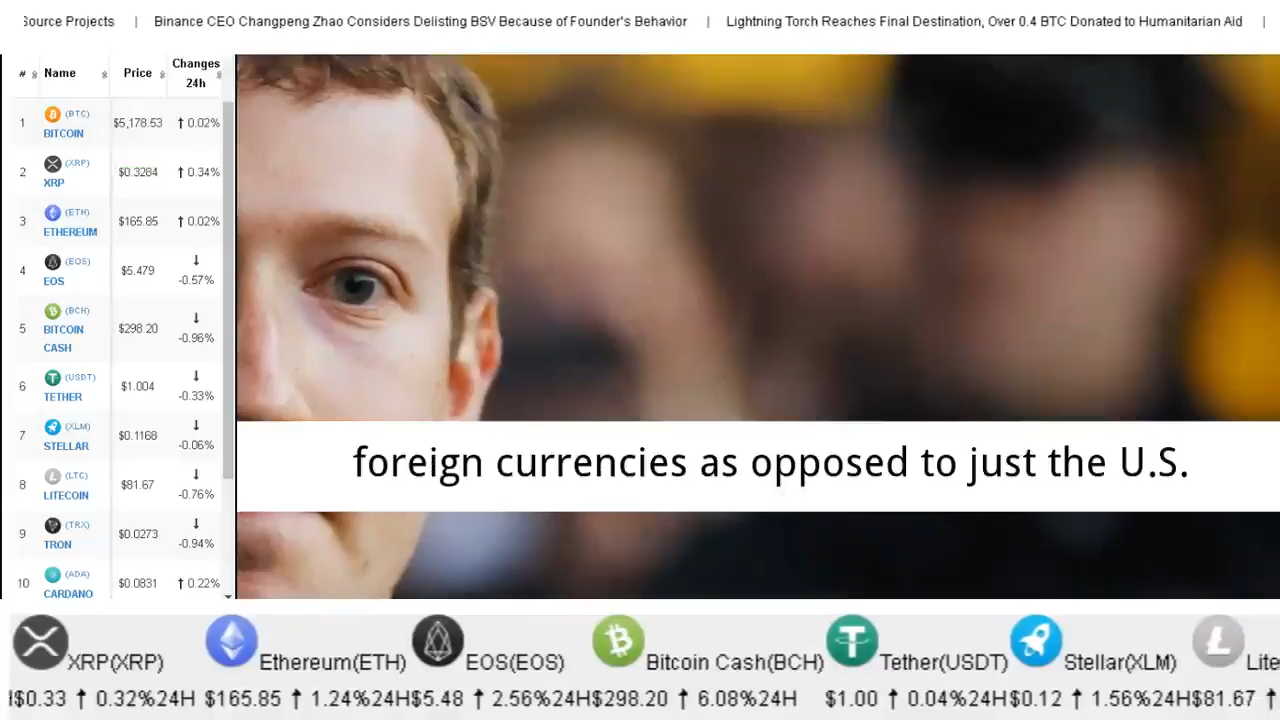 Source Projects | Binance CEO Changpeng Zhao Considers Delisting BSV Because of Founder's Behavior | Lightning Torch Reaches Final Destination, Over 0.4 BTC Donated to Humanitarian Aid |
# Name Price Changes 24h
1 (BTC) BITCOIN $5,178.53 ↑ 0.02%
2 (XRP) XRP $0.3284 ↑ 0.34%
3 (ETH) ETHEREUM $165.85 ↑ 0.02%
4 (EOS) EOS $5.479 ↓ -0.57%
5 (BCH) BITCOIN CASH $298.20 ↓ -0.96%
6 (USDT) TETHER $1.004 ↓ -0.33%
7 (XLM) STELLAR $0.1168 ↓ -0.06%
8 (LTC) LITECOIN $81.67 ↓ -0.76%
9 (TRX) TRON $0.0273 ↓ -0.94%
10 (ADA) CARDANO $0.0831 ↑ 0.22%
foreign currencies as opposed to just the U.S.
XRP(XRP) Ethereum(ETH) EOS(EOS) Bitcoin Cash(BCH) Tether(USDT) Stellar(XLM) Lite
H$0.33 ↑ 0.32%24H $165.85 ↑ 1.24%24H $5.48 ↑ 2.56%24H $298.20 ↑ 6.08%24H $1.00 ↑ 0.04%24H $0.12 ↑ 1.56%24H $81.67 ↑